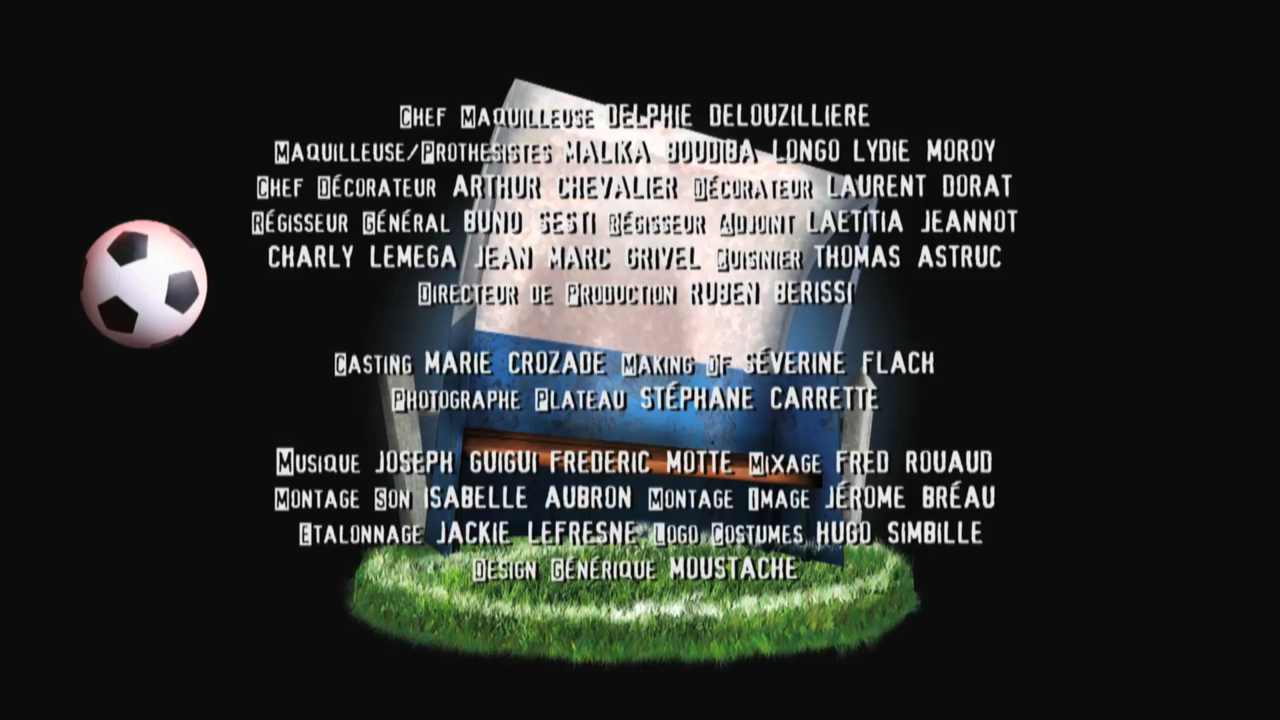 Chef Maquilleuse DELPHIE DELOUZILLIERE
Maquilleuse/Prothesistes MALIKA BOUDIBA LONGO LYDIE MOROY
Chef Décorateur ARTHUR CHEVALIER Décorateur LAURENT DORAT
Régisseur Général BUNO SESTI Régisseur Adjoint LAETITIA JEANNOT
CHARLY LEMEGA JEAN MARC GRIVEL Cuisinier THOMAS ASTRUC
Directeur de Production RUBEN BERISSI
Casting MARIE CROZADE Making Of SÉVERINE FLACH
Photographe Plateau STÉPHANE CARRETTE
Musique JOSEPH GUIGUI FREDERIC MOTTE Mixage FRED ROUAUD
Montage Son ISABELLE AUBRON Montage Image JÉROME BRÉAU
Etalonnage JACKIE LEFRESNE Logo Costumes HUGO SIMBILLE
Design Générique MOUSTACHE